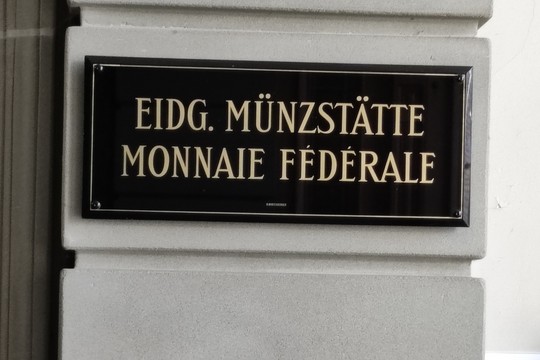 EIDG. MÜNZSTÄTTE
MONNAIE FÉDÉRALE